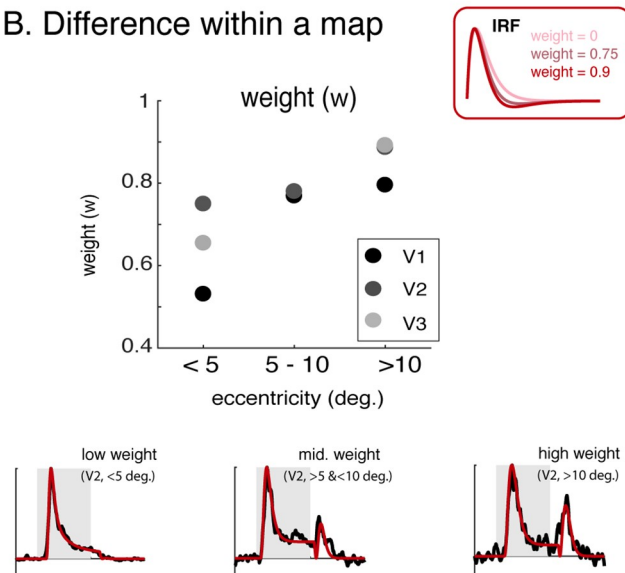 B. Difference within a map
IRF
weight = 0
weight = 0.75
weight = 0.9
weight (w)
1
0.8
0.6
0.4
weight (w)
V1
V2
V3
< 5
5 - 10
>10
eccentricity (deg.)
low weight
(V2, <5 deg.)
mid. weight
(V2, >5 &<10 deg.)
high weight
(V2, >10 deg.)